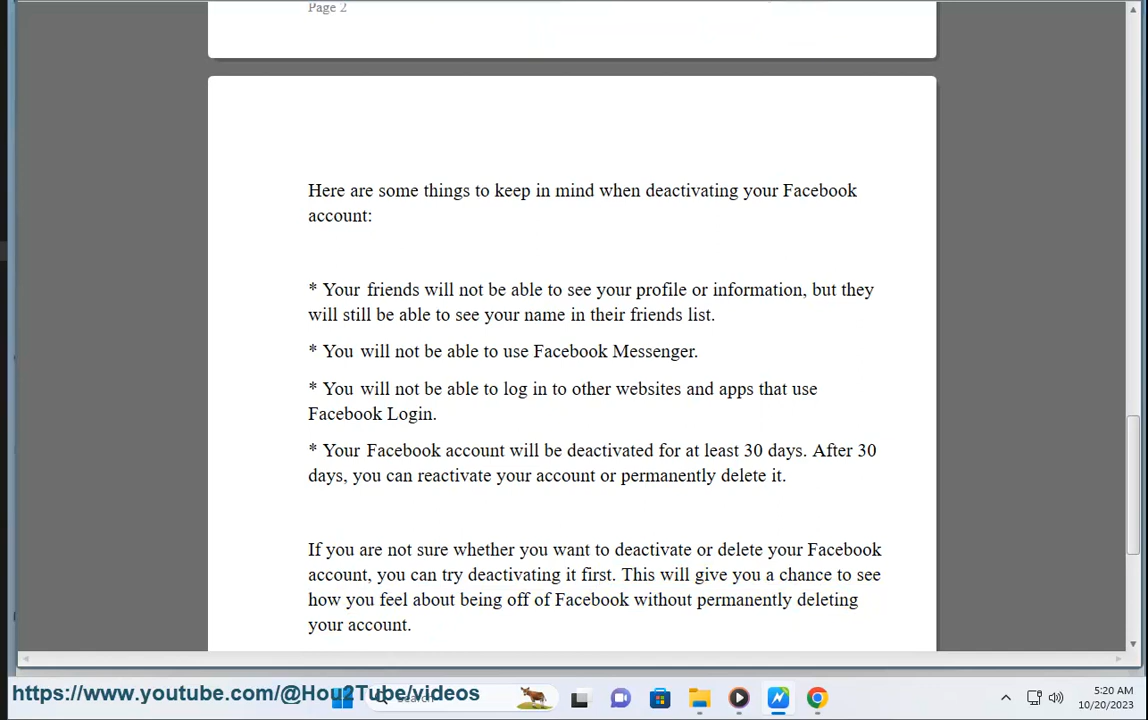 Page 2
Here are some things to keep in mind when deactivating your Facebook
account:
* Your friends will not be able to see your profile or information, but they
will still be able to see your name in their friends list.
* You will not be able to use Facebook Messenger.
* You will not be able to log in to other websites and apps that use
Facebook Login.
* Your Facebook account will be deactivated for at least 30 days. After 30
days, you can reactivate your account or permanently delete it.
If you are not sure whether you want to deactivate or delete your Facebook
account, you can try deactivating it first. This will give you a chance to see
how you feel about being off of Facebook without permanently deleting
your account.
https://www.youtube.com/@Hou2Tube/videos
Search
5:20 AM
10/20/2023